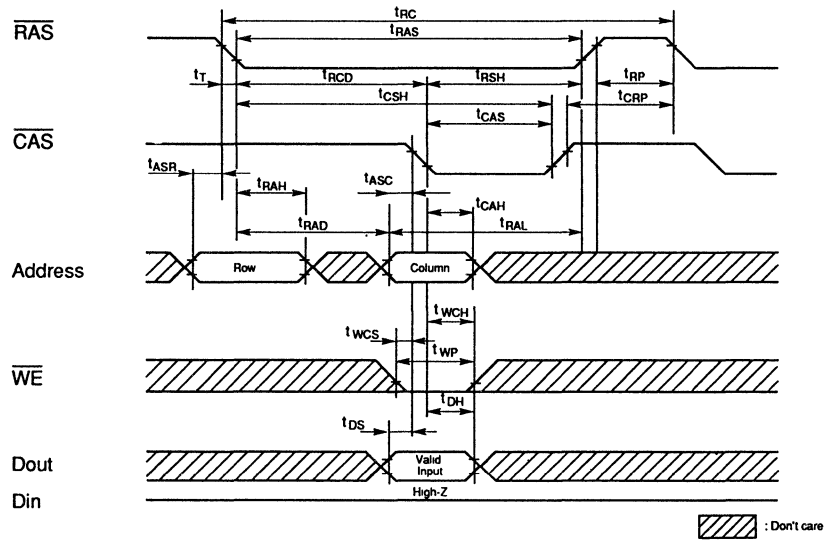 tRC
RAS
tRAS
tT
tRCD
tRSH
tRP
tCSH
tCRP
tCAS
CAS
tASR
tRAH
tASC
tCAH
tRAD
tRAL
Address
Row
Column
tWCH
tWCS
tWP
WE
tDH
tDS
Dout
Valid
Input
Din
High-Z
: Don't care